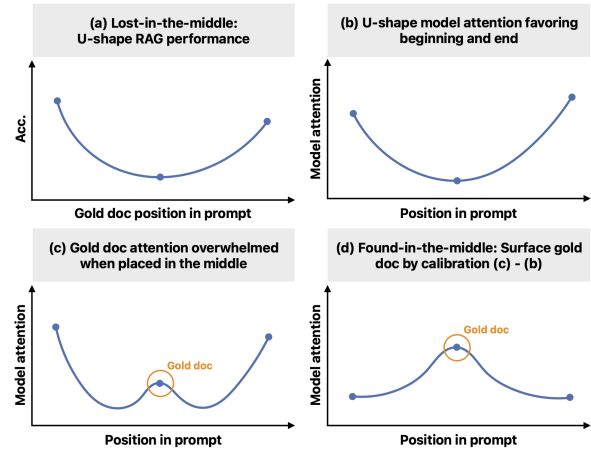 (a) Lost-in-the-middle:
U-shape RAG performance
Acc.
Gold doc position in prompt
(b) U-shape model attention favoring
beginning and end
Model attention
Position in prompt
(c) Gold doc attention overwhelmed
when placed in the middle
Model attention
Gold doc
Position in prompt
(d) Found-in-the-middle: Surface gold
doc by calibration (c) - (b)
Model attention
Gold doc
Position in prompt